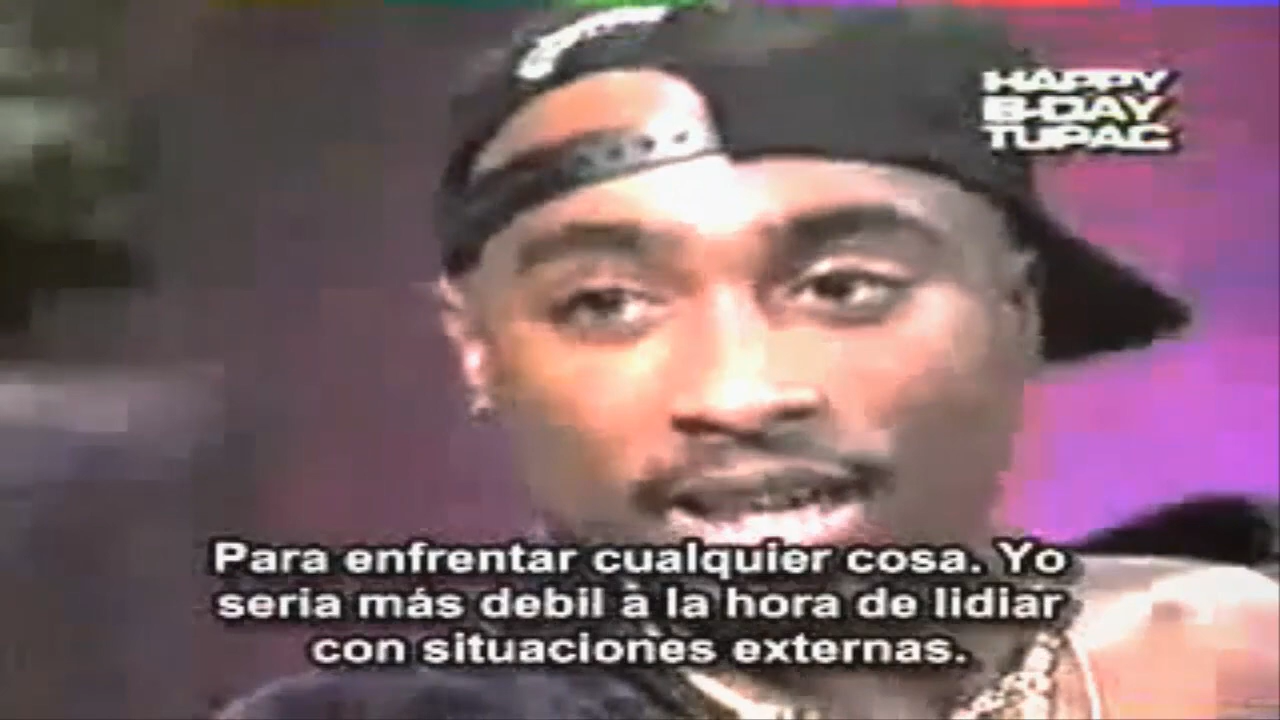 HAPPY
B-DAY
TUPAC
Para enfrentar cualquier cosa. Yo
seria más debil a la hora de lidiar
con situaciones externas.